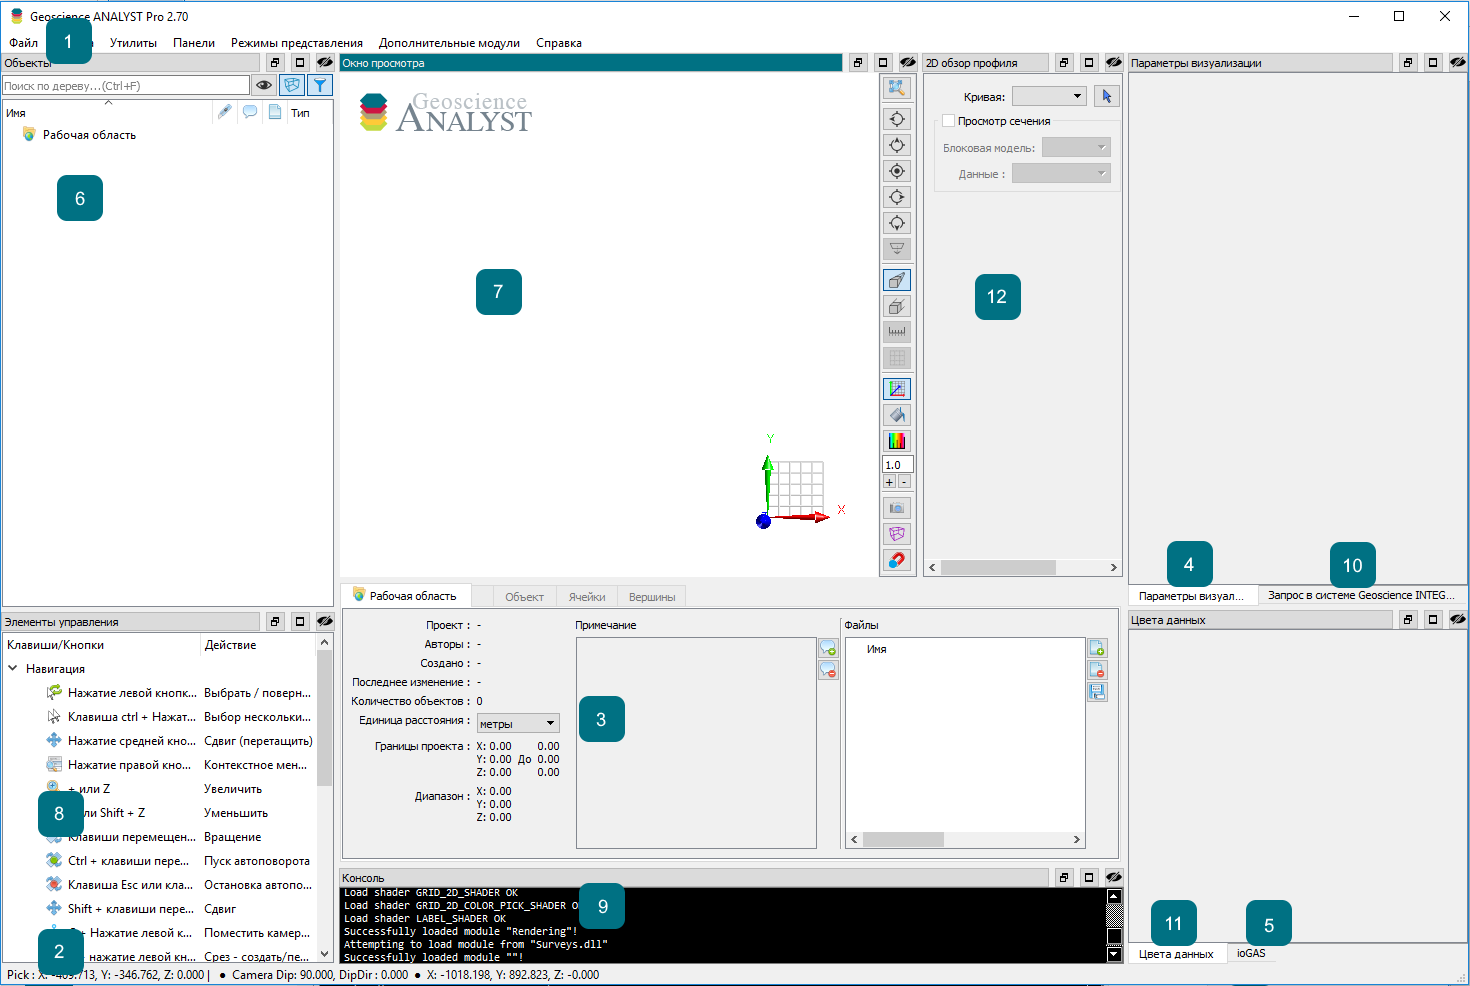 Geoscience ANALYST Pro 2.70
Файл 1 Утилиты Панели Режимы представления Дополнительные модули Справка
Объекты
Поиск по дереву...(Ctrl+F)
Имя Тип
Рабочая область
6
Окно просмотра
Geoscience
ANALYST
7
Y
X
1.0
+ -
2D обзор профиля
Кривая:
Просмотр сечения
Блоковая модель:
Данные :
12
Параметры визуализации
4
10
Параметры визуал... Запрос в системе Geoscience INTEG...
Элементы управления
Клавиши/Кнопки Действие
Навигация
Нажатие левой кнопк... Выбрать / поверн...
Клавиша ctrl + Нажат... Выбор нескольки...
Нажатие средней кно... Сдвиг (перетащить)
Нажатие правой кно... Контекстное мен...
+ или Z Увеличить
8
или Shift + Z Уменьшить
Клавиши перемещен... Вращение
Ctrl + клавиши пере... Пуск автоповорота
Клавиша Esc или кла... Остановка автопо...
Shift + клавиши пере... Сдвиг
+ Нажатие левой к... Поместить камер...
2
нажатие левой кн... Срез - создать/пе...
Рабочая область Объект Ячейки Вершины
Проект : -
Авторы : -
Создано : -
Последнее изменение : -
Количество объектов : 0
Единица расстояния : метры
Границы проекта : X: 0.00 0.00
Y: 0.00 До 0.00
Z: 0.00 0.00
Диапазон : X: 0.00
Y: 0.00
Z: 0.00
Примечание
3
Файлы
Имя
Консоль
Load shader GRID_2D_SHADER OK
Load shader GRID_2D_COLOR_PICK_SHADER
Load shader LABEL_SHADER OK
Successfully loaded module "Rendering"!
Attempting to load module from "Surveys.dll"
Successfully loaded module ""!
9
Цвета данных
11
5
Цвета данных ioGAS
Pick : X: .713, Y: -346.762, Z: 0.000 | ● Camera Dip: 90.000, DipDir : 0.000 ● X: -1018.198, Y: 892.823, Z: -0.000